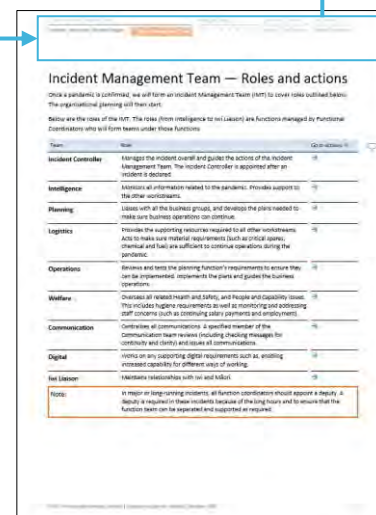 Incident Management Team — Roles and actions
Once a pandemic is confirmed, we will form an Incident Management Team (IMT) to cover roles outlined below.
The organisational planning will then start.
Below are the roles of the IMT. The roles (from Intelligence to Iwi Liaison) are functions managed by Functional
Coordinators who will form teams under those functions.
Team Role Go to actions
Incident Controller Manages the incident overall and guides the actions of the Incident
Management Team. The Incident Controller is appointed after an
incident is declared.
Intelligence Monitors all information related to the pandemic. Provides support to
the other workstreams.
Planning Liaises with all the business groups, and develops the plans needed to
make sure business operations can continue.
Logistics Provides the supporting resources required to all other workstreams.
Acts to make sure material requirements (such as critical spares,
chemical and fuel) are sufficient to continue operations during the
pandemic.
Operations Reviews and tests the planning function's requirements to ensure they
can be implemented. Implements the plans and guides the business
operations.
Welfare Oversees all related Health and Safety, and People and Capability issues.
This includes hygiene requirements as well as monitoring and addressing
staff concerns (such as continuing salary payments and employment).
Communication Centralises all communications. A specified member of the
Communication team reviews (including checking messages for
continuity and clarity) and issues all communications.
Digital Works on any supporting digital requirements such as, enabling
increased capability for different ways of working.
Iwi Liaison Maintains relationships with Iwi and Māori.
Note: In major or long-running incidents, all function coordinators should appoint a deputy. A
deputy is required in these incidents because of the long hours and to ensure that the
function team can be separated and supported as required.